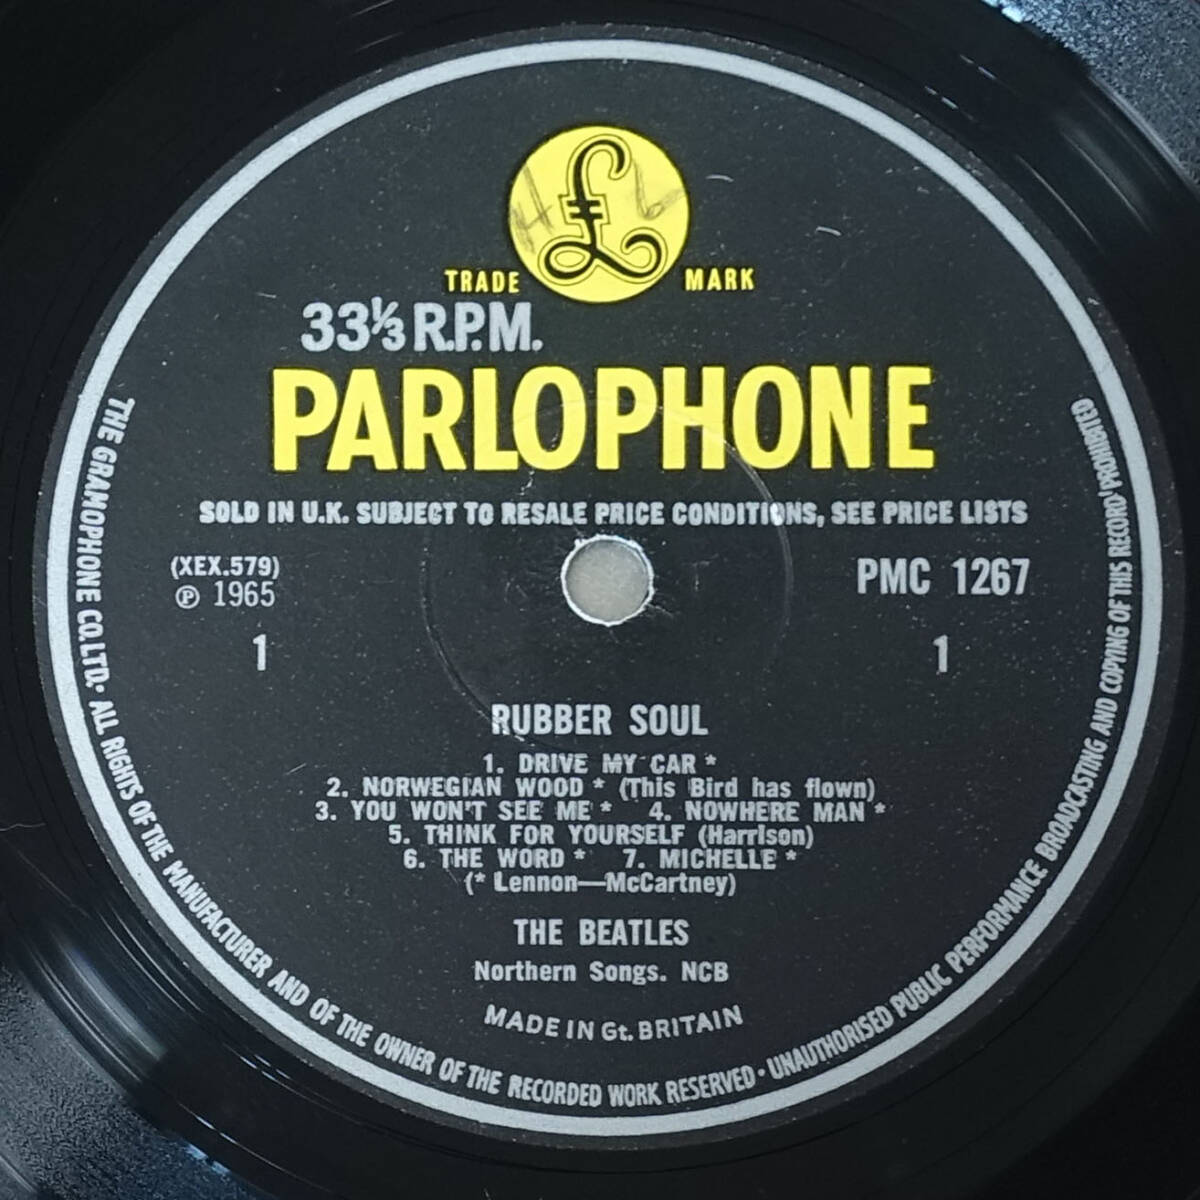 H L
£
TRADE MARK
33⅓ R.P.M.
PARLOPHONE
SOLD IN U.K. SUBJECT TO RESALE PRICE CONDITIONS, SEE PRICE LISTS
(XEX.579) PMC 1267
℗ 1965
1 1
RUBBER SOUL
1. DRIVE MY CAR *
2. NORWEGIAN WOOD * (This Bird has flown)
3. YOU WON'T SEE ME * 4. NOWHERE MAN *
5. THINK FOR YOURSELF (Harrison)
6. THE WORD * 7. MICHELLE *
(* Lennon—McCartney)
THE BEATLES
Northern Songs. NCB
MADE IN Gt. BRITAIN
THE GRAMOPHONE CO. LTD. · ALL RIGHTS OF THE MANUFACTURER AND OF THE OWNER OF THE RECORDED WORK RESERVED · UNAUTHORISED PUBLIC PERFORMANCE BROADCASTING AND COPYING OF THIS RECORD PROHIBITED